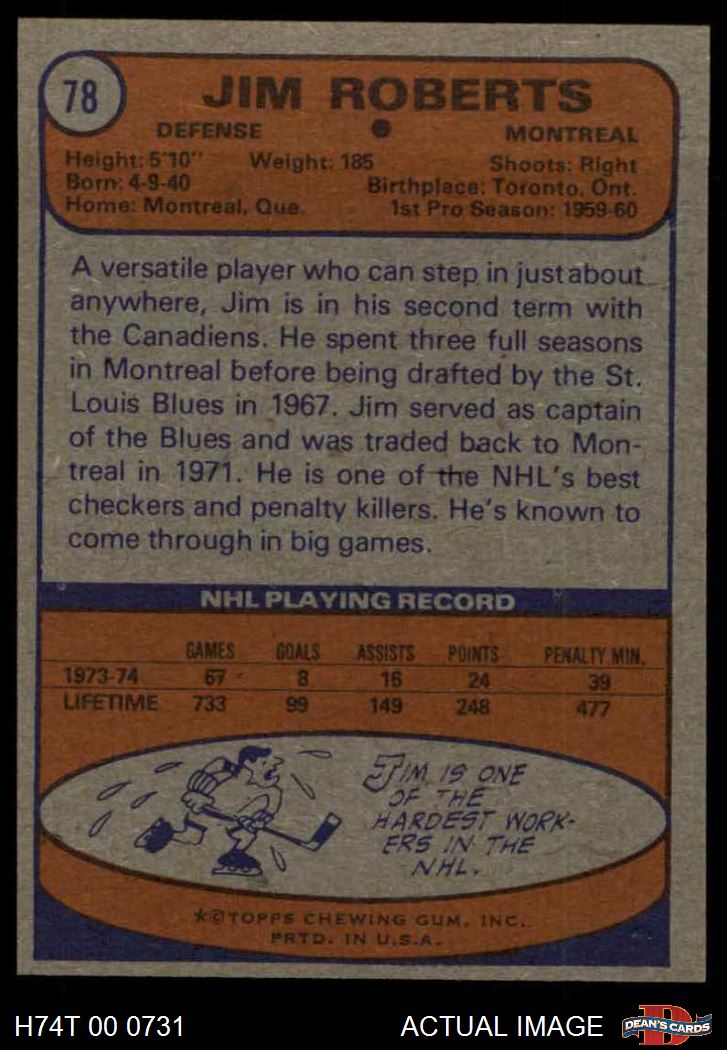 78
JIM ROBERTS
DEFENSE
MONTREAL
Height: 5'10" Weight: 185 Shoots: Right
Born: 4-9-40 Birthplace: Toronto, Ont.
Home: Montreal, Que. 1st Pro Season: 1959-60
A versatile player who can step in just about
anywhere, Jim is in his second term with
the Canadiens. He spent three full seasons
in Montreal before being drafted by the St.
Louis Blues in 1967. Jim served as captain
of the Blues and was traded back to Mon-
treal in 1971. He is one of the NHL's best
checkers and penalty killers. He's known to
come through in big games.
NHL PLAYING RECORD
GAMES GOALS ASSISTS POINTS PENALTY MIN.
1973-74 67 8 16 24 39
LIFETIME 733 99 149 248 477
JIM IS ONE
OF THE
HARDEST WORK-
ERS IN THE
NHL.
*©TOPPS CHEWING GUM, INC.
PRTD. IN U.S.A.
H74T 00 0731 ACTUAL IMAGE D DEAN'S CARDS